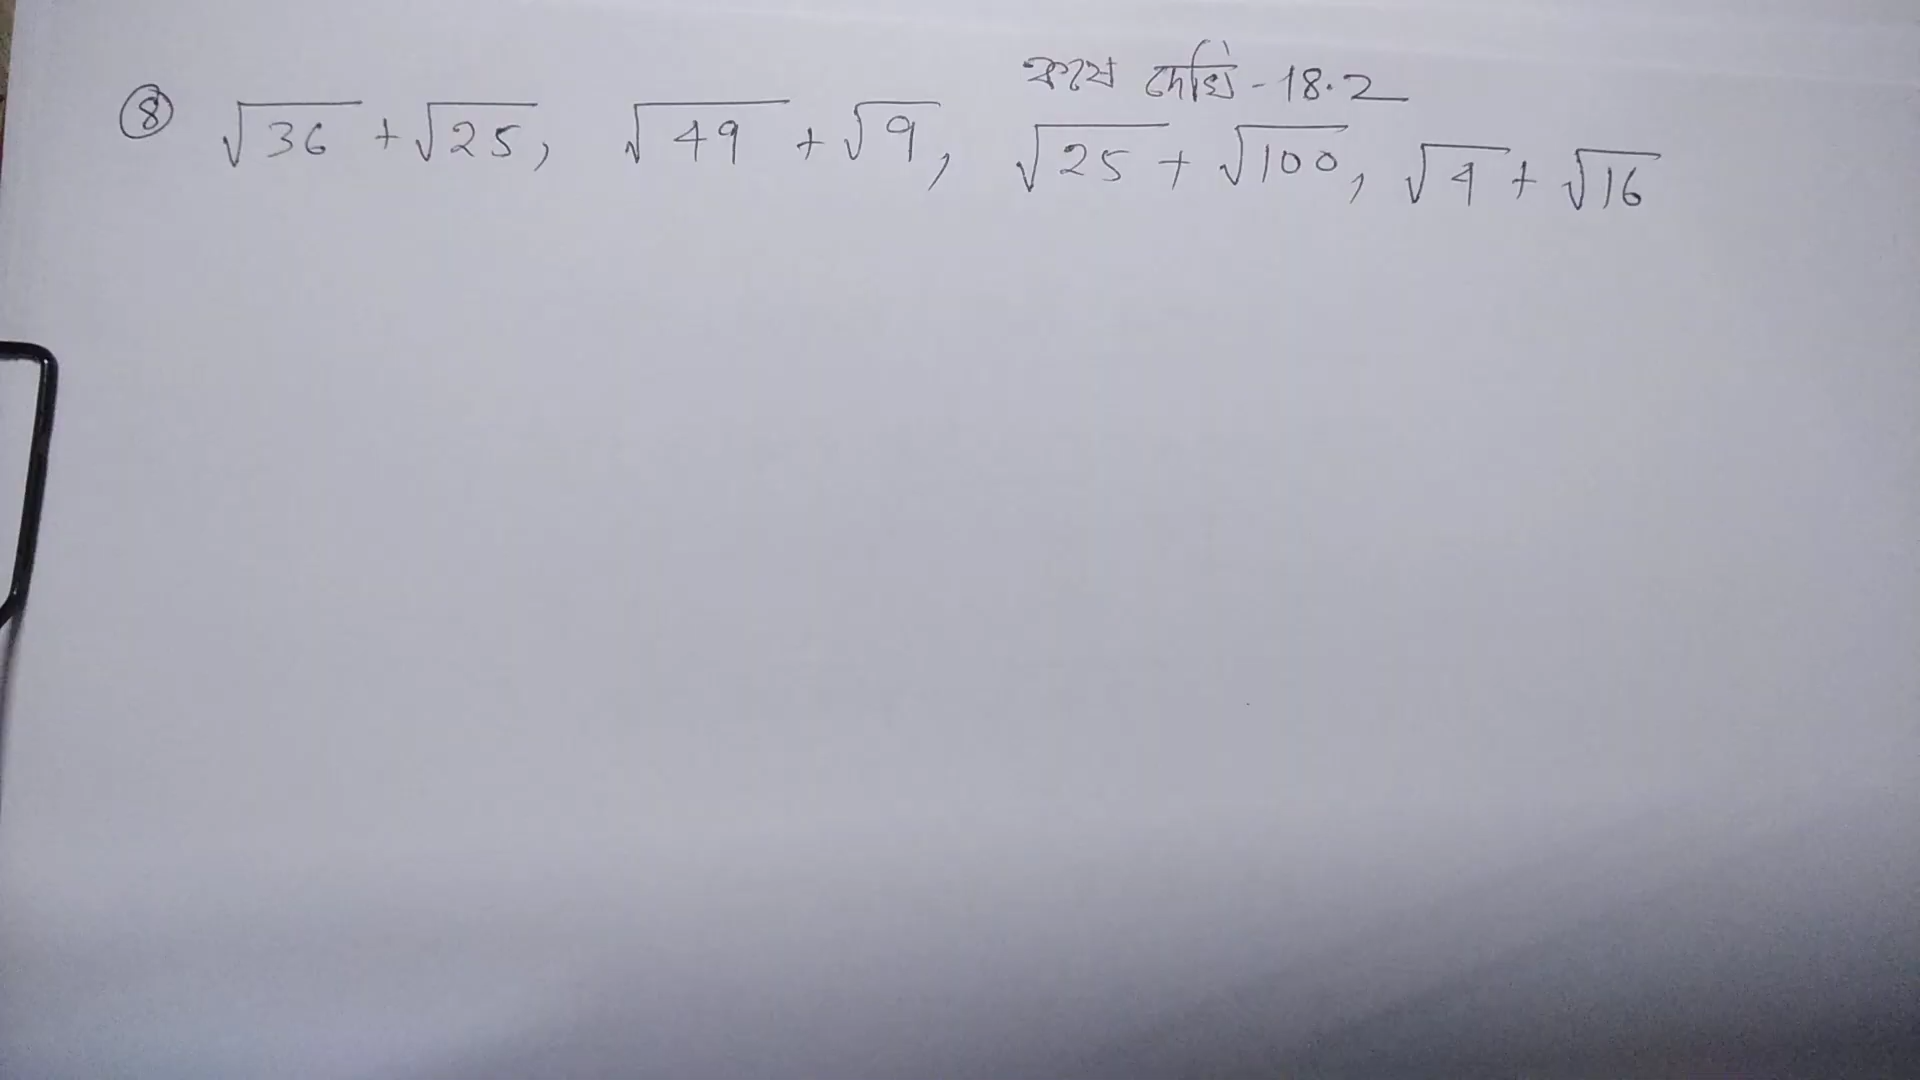 কষে দেখি - 18.2
⑧ √36 + √25, √49 + √9, √25 + √100, √4 + √16